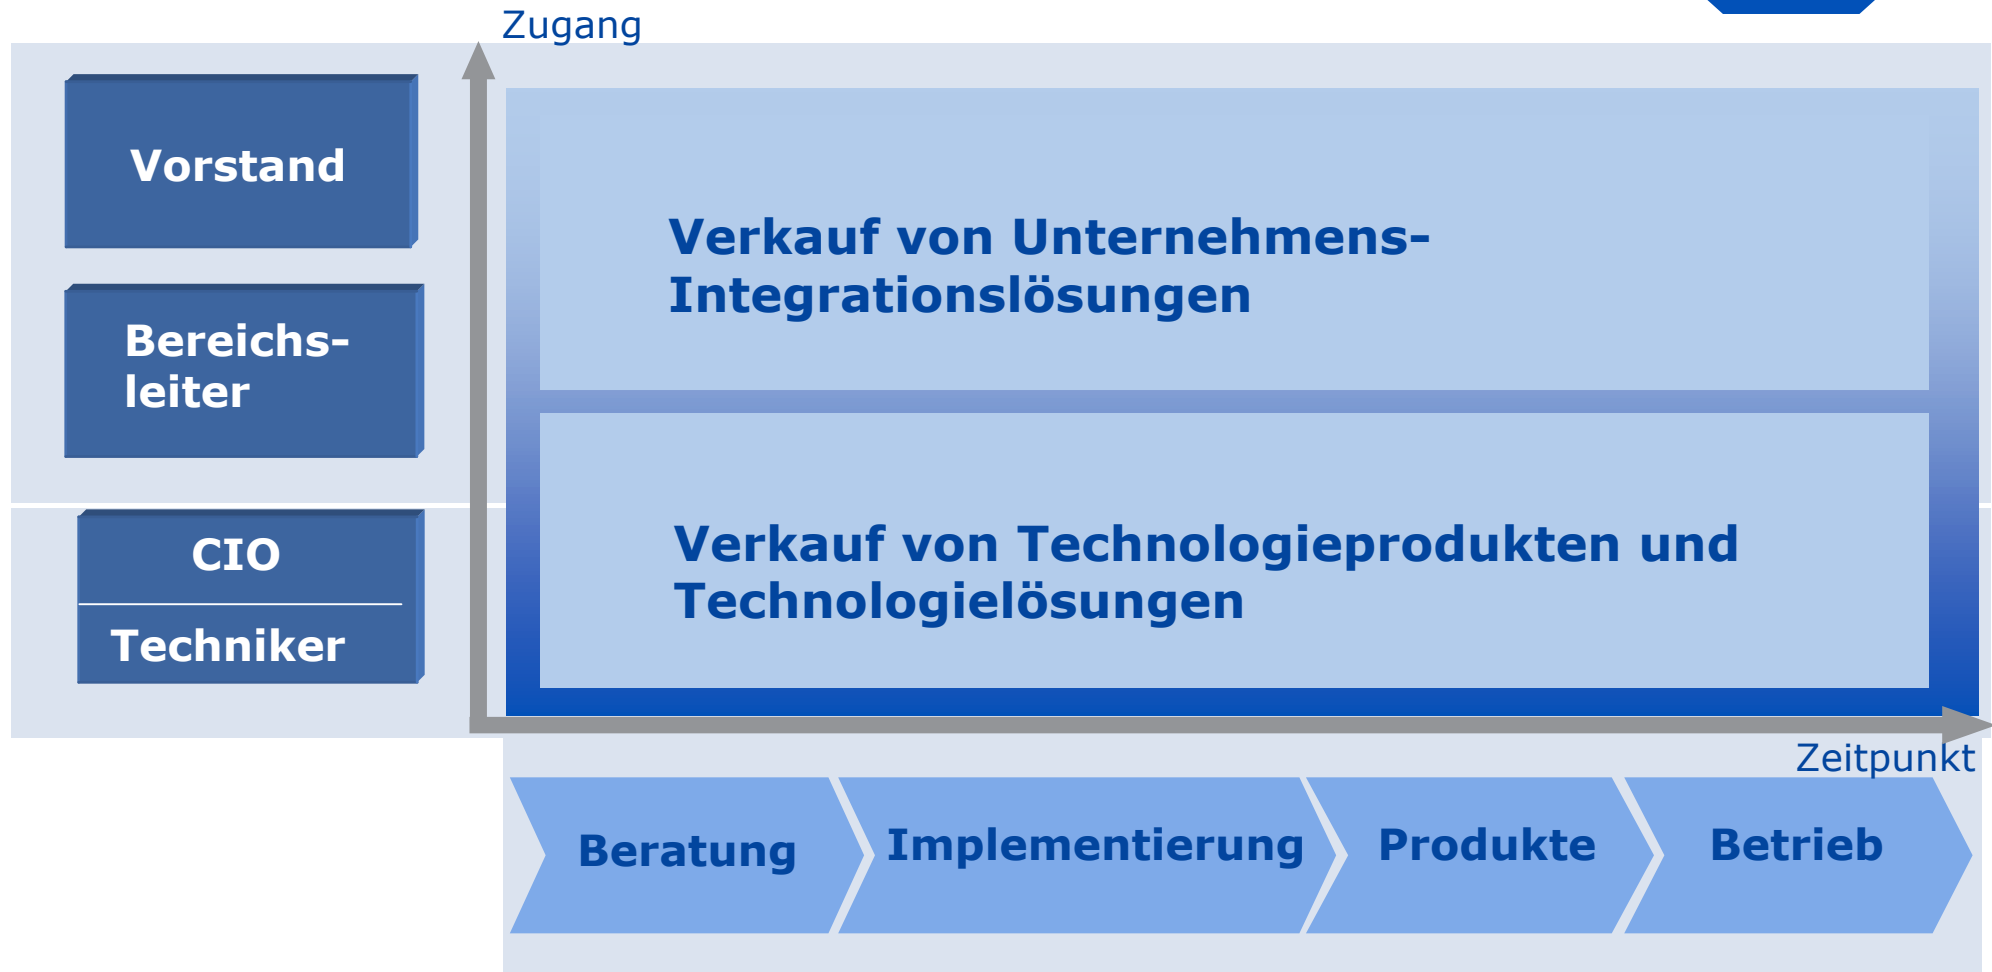 Zugang
Vorstand
Verkauf von Unternehmens-
Integrationslösungen
Bereichs-
leiter
CIO
Techniker
Verkauf von Technologieprodukten und
Technologielösungen
Zeitpunkt
Beratung
Implementierung
Produkte
Betrieb